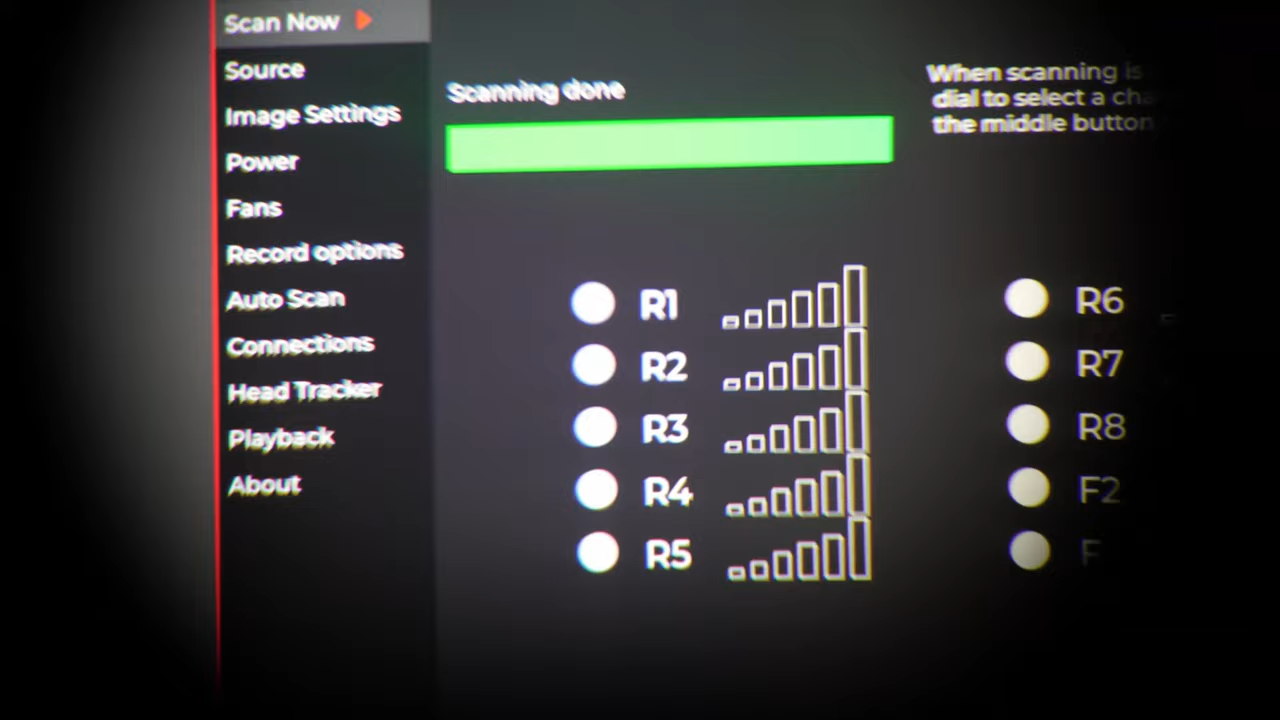 Scan Now
Source
Image Settings
Power
Fans
Record options
Auto Scan
Connections
Head Tracker
Playback
About
Scanning done
When scanning is
dial to select a
the middle button
R1
R2
R3
R4
R5
R6
R7
R8
F2